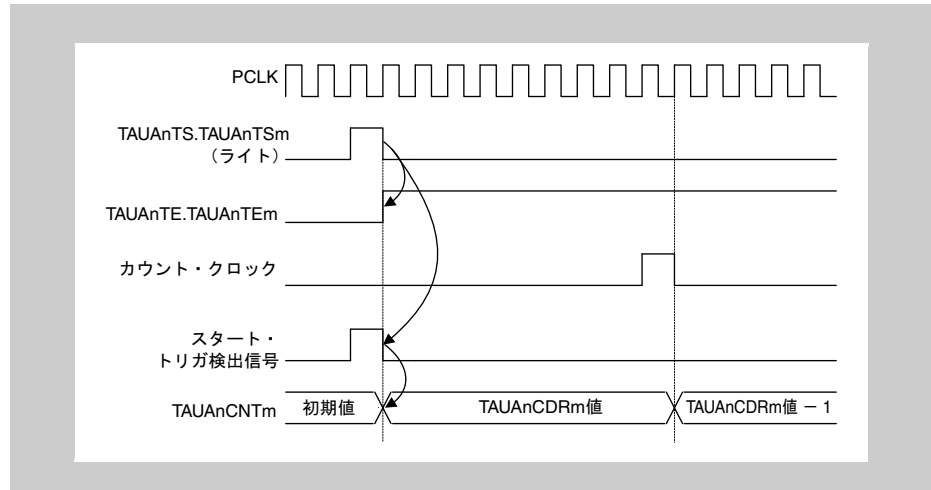 PCLK
TAUAnTS.TAUAnTSm
（ライト）
TAUAnTE.TAUAnTEm
カウント・クロック
スタート・
トリガ検出信号
TAUAnCNTm
初期値
TAUAnCDRm値
TAUAnCDRm値 － 1